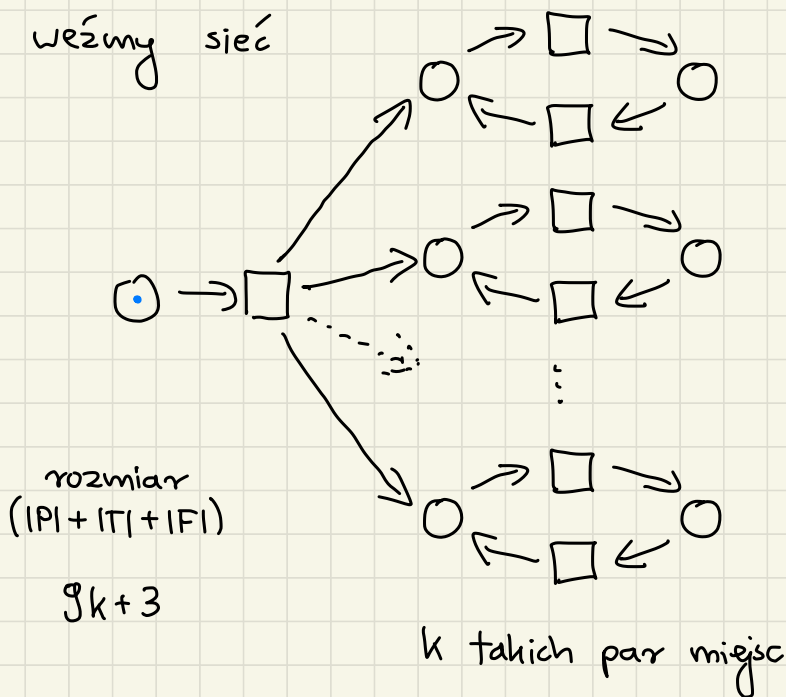 weźmy sieć
rozmiar
(|P| + |T| + |F|)
9k + 3
k takich par miejsc